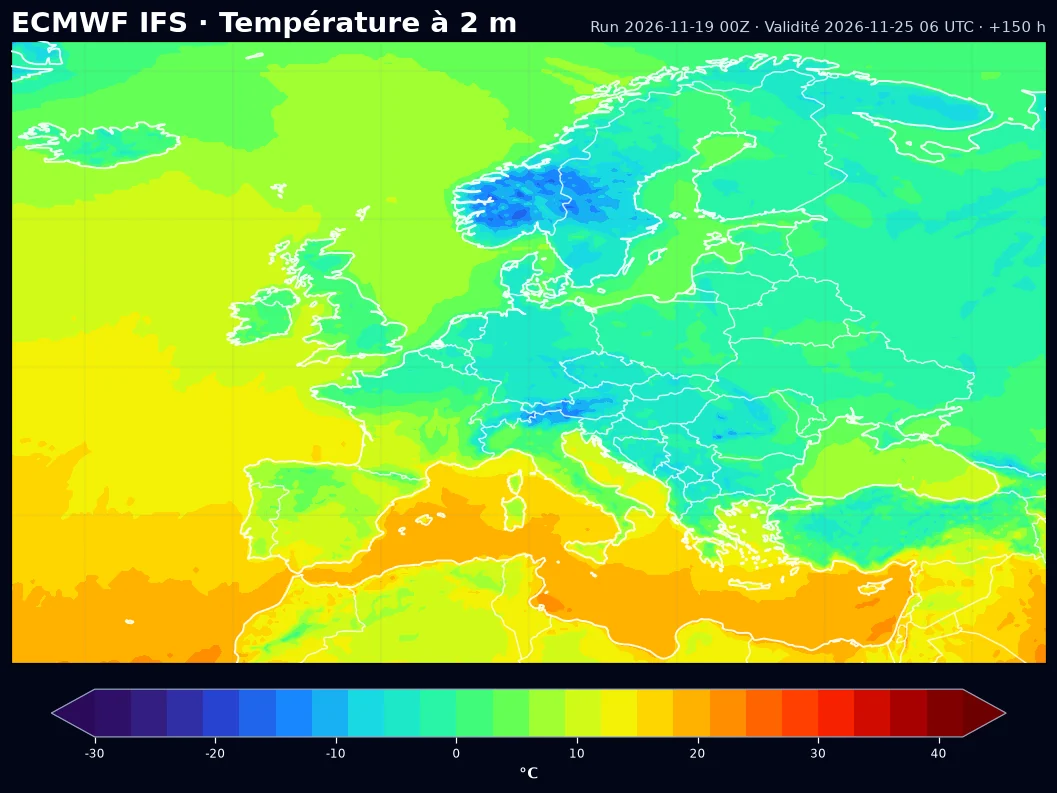 ECMWF IFS · Température à 2 m
Run 2026-11-19 00Z · Validité 2026-11-25 06 UTC · +150 h
-30 -20 -10 0 10 20 30 40
°C